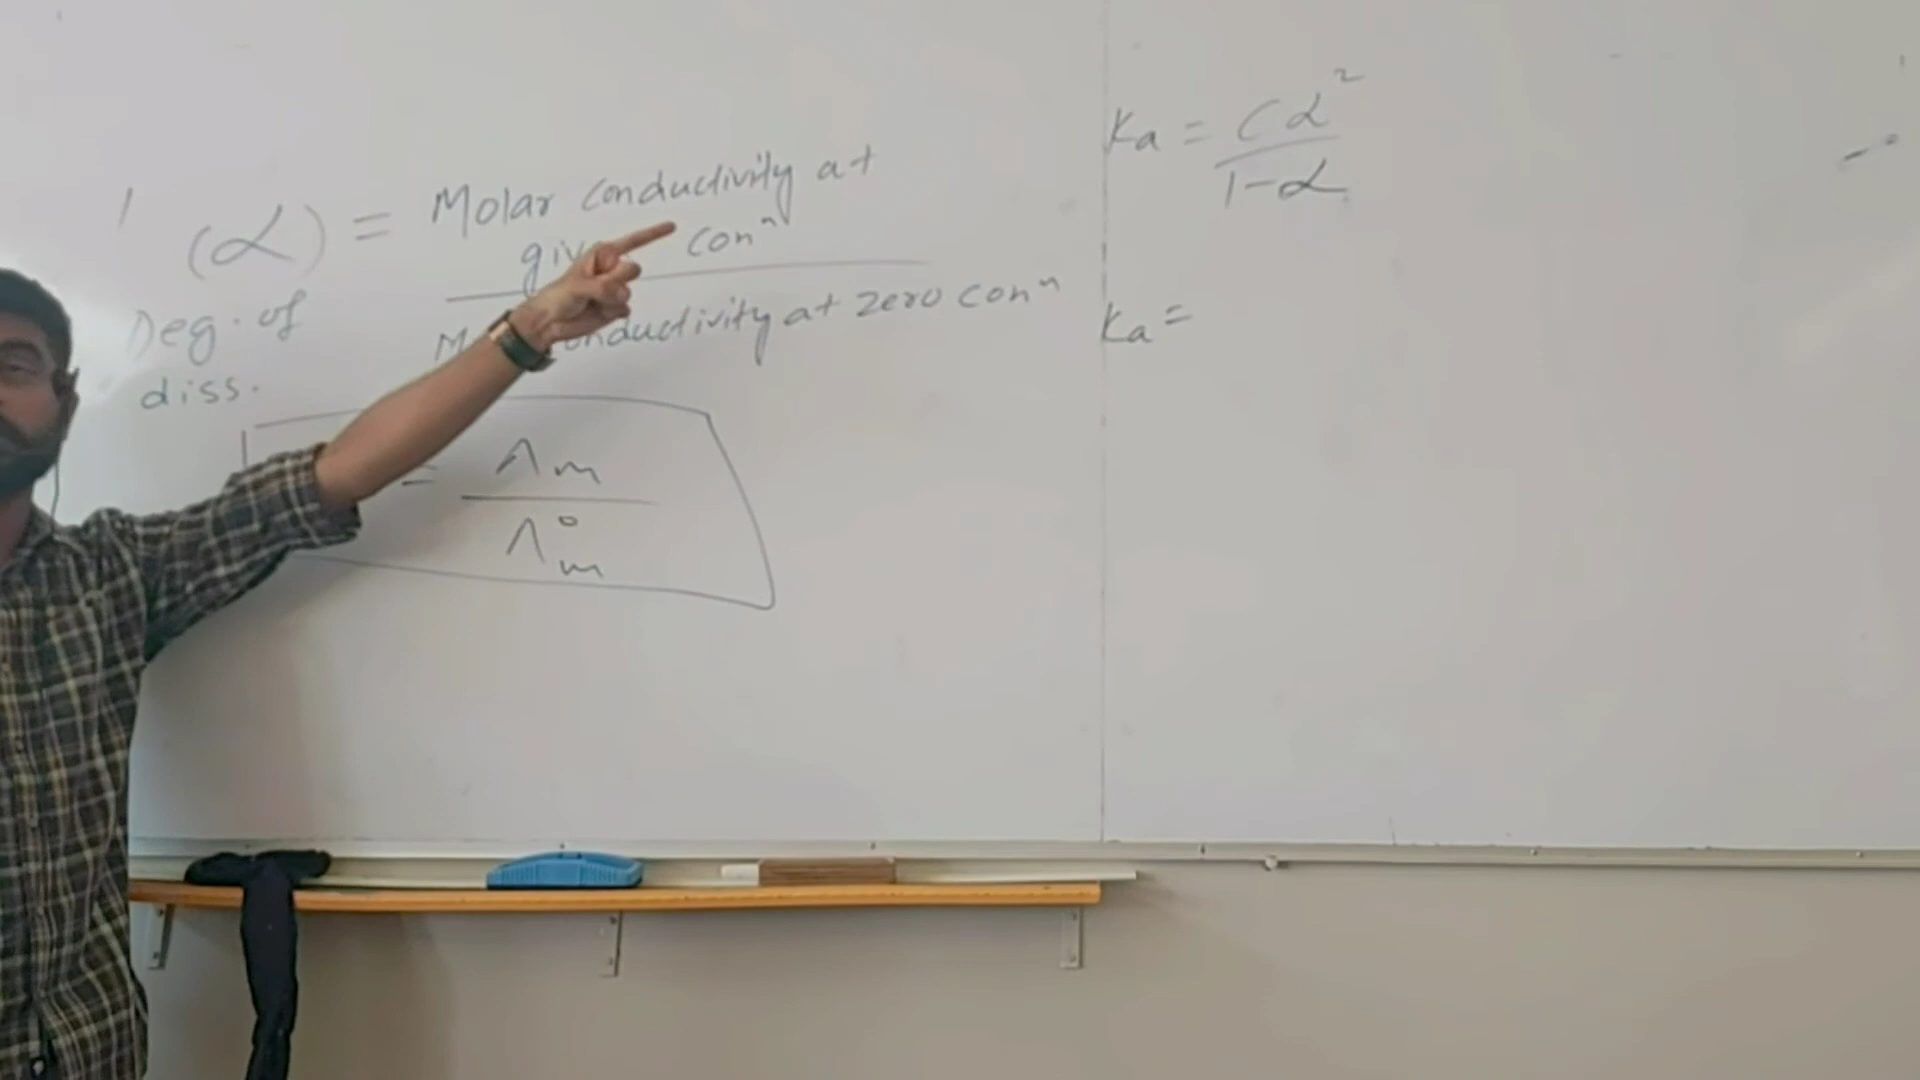 (α) = Molar conductivity at
con^n
conductivity at zero con^n
Deg. of
diss.
= Λm
Λ°m
Ka = Cα²
1-α
Ka =